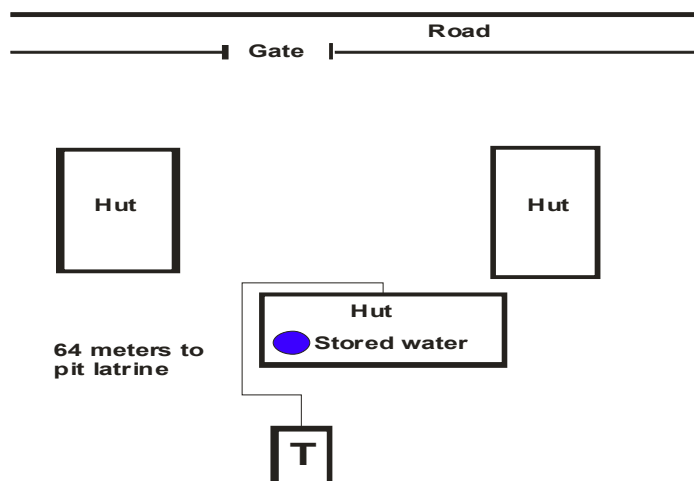 Road
Gate
Hut
Hut
Hut
Stored water
64 meters to
pit latrine
T